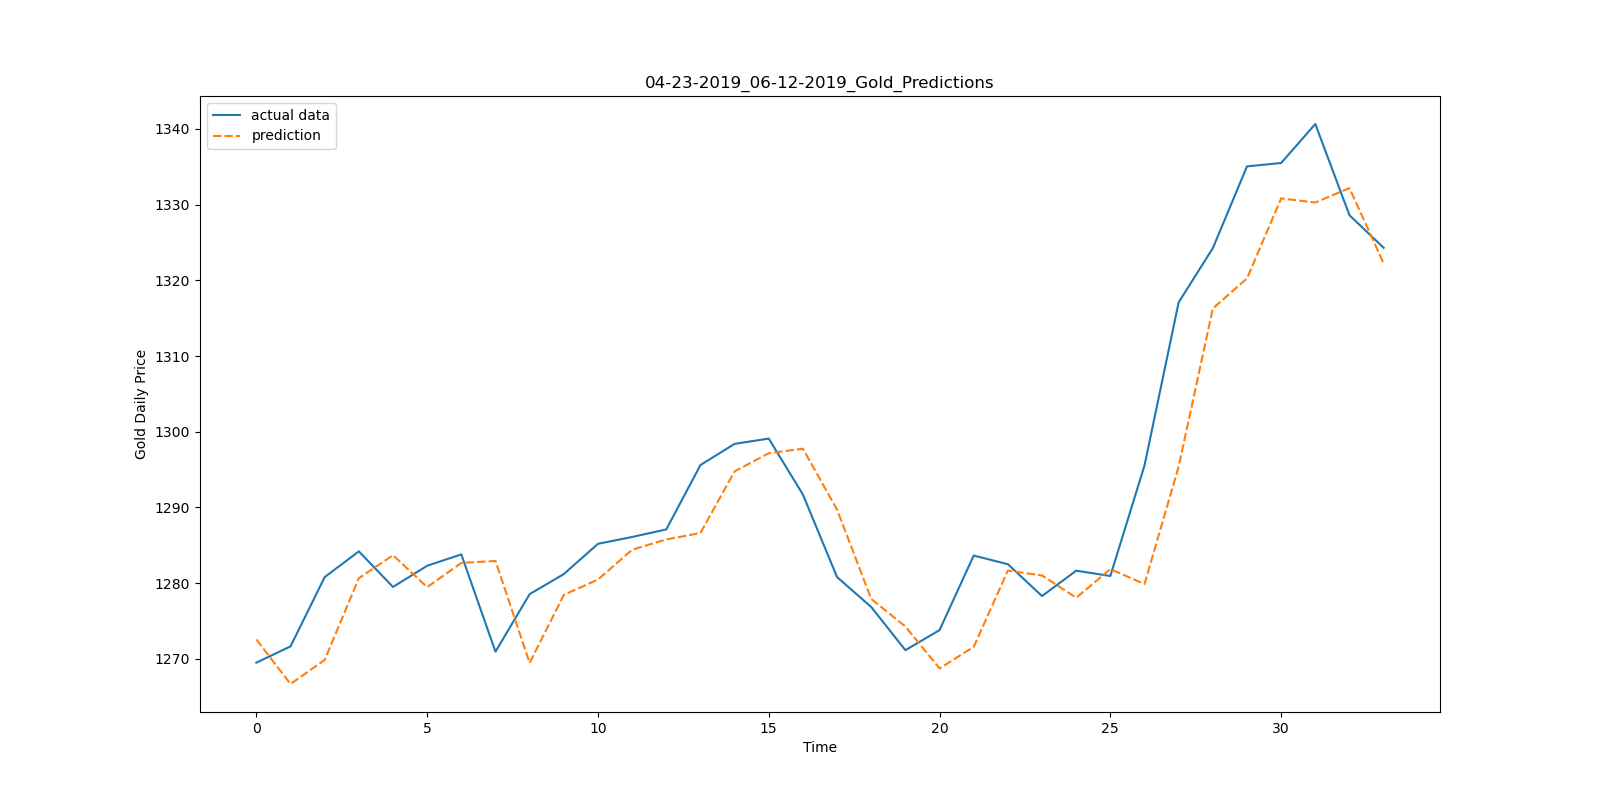 04-23-2019_06-12-2019_Gold_Predictions
actual data
prediction
Gold Daily Price
1340
1330
1320
1310
1300
1290
1280
1270
0 5 10 15 20 25 30
Time